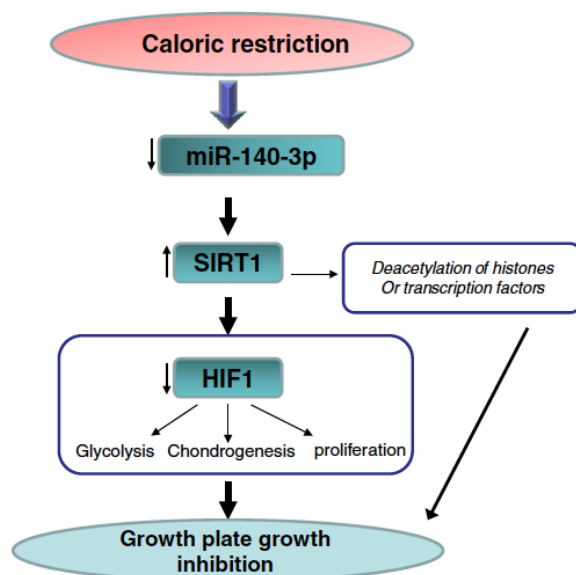 Caloric restriction
miR-140-3p
SIRT1
Deacetylation of histones
Or transcription factors
HIF1
Glycolysis Chondrogenesis proliferation
Growth plate growth
inhibition